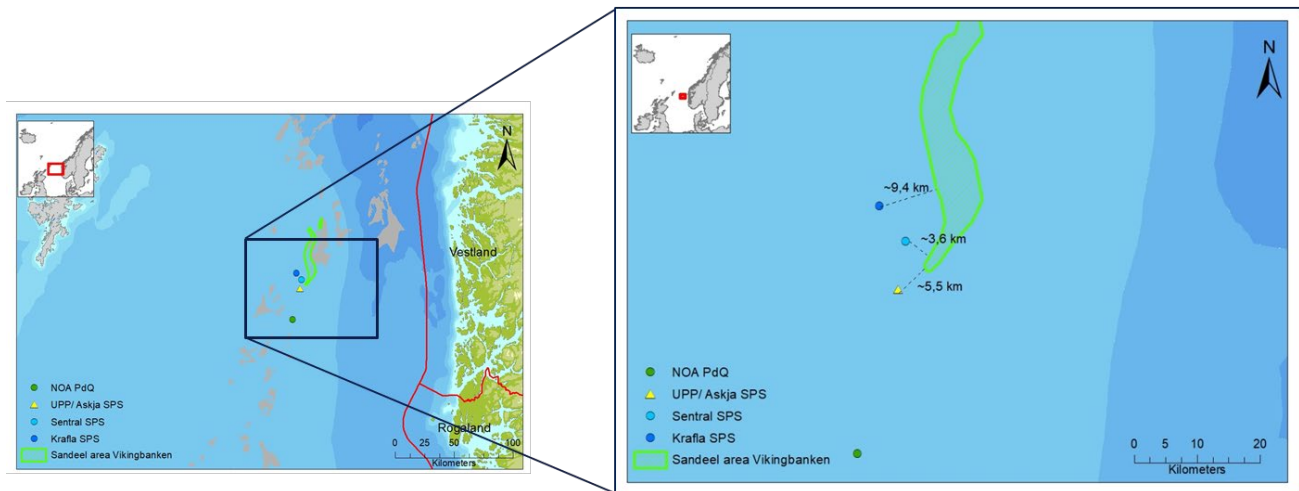 N
Vestland
Rogaland
NOA PdQ
UPP/ Askja SPS
Sentral SPS
Krafla SPS
Sandeel area Vikingbanken
0 25 50 100
Kilometers
N
~9,4 km
~3,6 km
~5,5 km
NOA PdQ
UPP/ Askja SPS
Sentral SPS
Krafla SPS
Sandeel area Vikingbanken
0 5 10 20
Kilometers